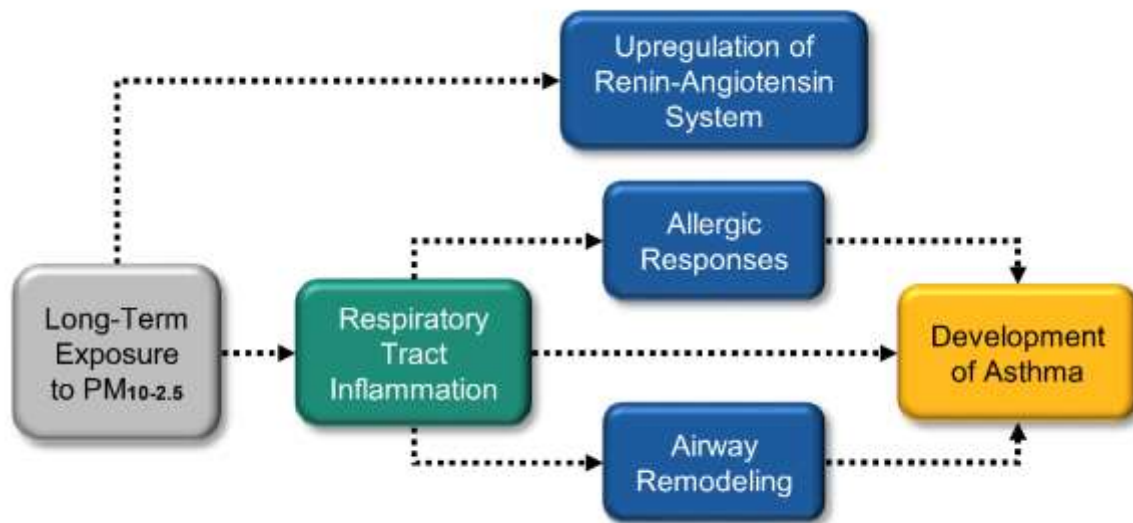 Upregulation of
Renin-Angiotensin
System
Allergic
Responses
Long-Term
Exposure
to PM10-2.5
Respiratory
Tract
Inflammation
Development
of Asthma
Airway
Remodeling